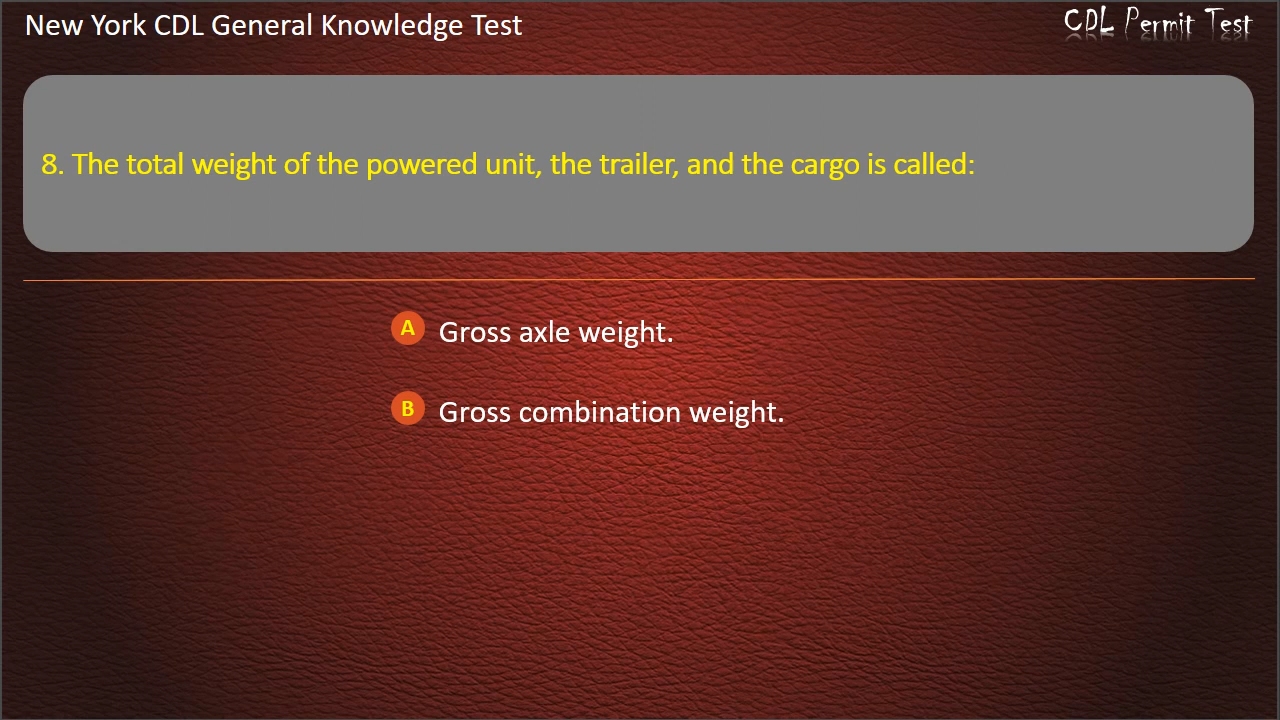 New York CDL General Knowledge Test
CDL Permit Test
8. The total weight of the powered unit, the trailer, and the cargo is called:
A Gross axle weight.
B Gross combination weight.